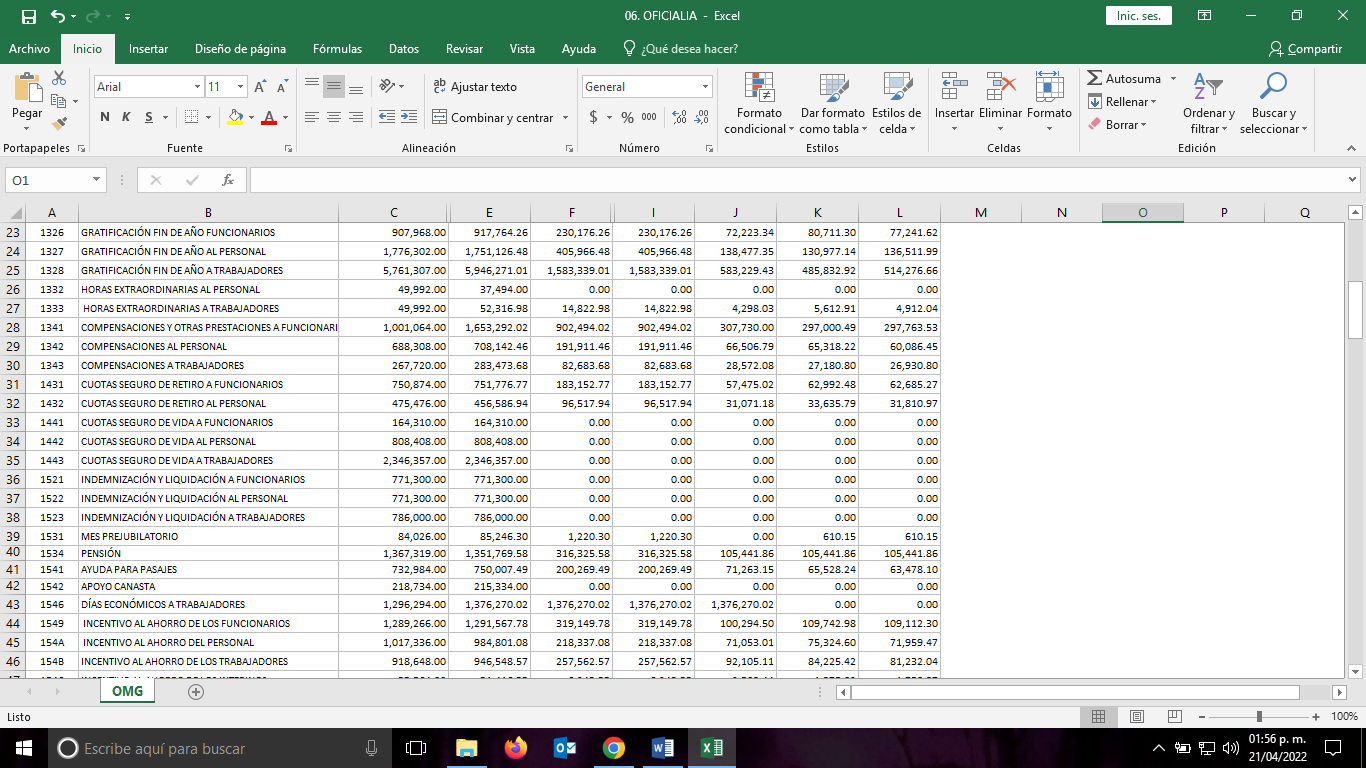 06. OFICIALIA - Excel
Inic. ses.
Archivo Inicio Insertar Diseño de página Fórmulas Datos Revisar Vista Ayuda ¿Qué desea hacer? Compartir
Pegar
Portapapeles
Arial 11
N K S
Fuente
Ajustar texto
Combinar y centrar
Alineación
General
$ % 000
Número
Formato condicional
Dar formato como tabla
Estilos de celda
Estilos
Insertar Eliminar Formato
Celdas
Autosuma
Rellenar
Borrar
Ordenar y filtrar
Buscar y seleccionar
Edición
O1 fx
A B C E F I J K L M N O P Q
23 1326 GRATIFICACIÓN FIN DE AÑO FUNCIONARIOS 907,968.00 917,764.26 230,176.26 230,176.26 72,223.34 80,711.30 77,241.62
24 1327 GRATIFICACIÓN FIN DE AÑO AL PERSONAL 1,776,302.00 1,751,126.48 405,966.48 405,966.48 138,477.35 130,977.14 136,511.99
25 1328 GRATIFICACIÓN FIN DE AÑO A TRABAJADORES 5,761,307.00 5,946,271.01 1,583,339.01 1,583,339.01 583,229.43 485,832.92 514,276.66
26 1332 HORAS EXTRAORDINARIAS AL PERSONAL 49,992.00 37,494.00 0.00 0.00 0.00 0.00 0.00
27 1333 HORAS EXTRAORDINARIAS A TRABAJADORES 49,992.00 52,316.98 14,822.98 14,822.98 4,298.03 5,612.91 4,912.04
28 1341 COMPENSACIONES Y OTRAS PRESTACIONES A FUNCIONARI 1,001,064.00 1,653,292.02 902,494.02 902,494.02 307,730.00 297,000.49 297,763.53
29 1342 COMPENSACIONES AL PERSONAL 688,308.00 708,142.46 191,911.46 191,911.46 66,506.79 65,318.22 60,086.45
30 1343 COMPENSACIONES A TRABAJADORES 267,720.00 283,473.68 82,683.68 82,683.68 28,572.08 27,180.80 26,930.80
31 1431 CUOTAS SEGURO DE RETIRO A FUNCIONARIOS 750,874.00 751,776.77 183,152.77 183,152.77 57,475.02 62,992.48 62,685.27
32 1432 CUOTAS SEGURO DE RETIRO AL PERSONAL 475,476.00 456,586.94 96,517.94 96,517.94 31,071.18 33,635.79 31,810.97
33 1441 CUOTAS SEGURO DE VIDA A FUNCIONARIOS 164,310.00 164,310.00 0.00 0.00 0.00 0.00 0.00
34 1442 CUOTAS SEGURO DE VIDA AL PERSONAL 808,408.00 808,408.00 0.00 0.00 0.00 0.00 0.00
35 1443 CUOTAS SEGURO DE VIDA A TRABAJADORES 2,346,357.00 2,346,357.00 0.00 0.00 0.00 0.00 0.00
36 1521 INDEMNIZACIÓN Y LIQUIDACIÓN A FUNCIONARIOS 771,300.00 771,300.00 0.00 0.00 0.00 0.00 0.00
37 1522 INDEMNIZACIÓN Y LIQUIDACIÓN AL PERSONAL 771,300.00 771,300.00 0.00 0.00 0.00 0.00 0.00
38 1523 INDEMNIZACIÓN Y LIQUIDACIÓN A TRABAJADORES 786,000.00 786,000.00 0.00 0.00 0.00 0.00 0.00
39 1531 MES PREJUBILATORIO 84,026.00 85,246.30 1,220.30 1,220.30 0.00 610.15 610.15
40 1534 PENSIÓN 1,367,319.00 1,351,769.58 316,325.58 316,325.58 105,441.86 105,441.86 105,441.86
41 1541 AYUDA PARA PASAJES 732,984.00 750,007.49 200,269.49 200,269.49 71,263.15 65,528.24 63,478.10
42 1542 APOYO CANASTA 218,734.00 215,334.00 0.00 0.00 0.00 0.00 0.00
43 1546 DÍAS ECONÓMICOS A TRABAJADORES 1,296,294.00 1,376,270.02 1,376,270.02 1,376,270.02 1,376,270.02 0.00 0.00
44 1549 INCENTIVO AL AHORRO DE LOS FUNCIONARIOS 1,289,266.00 1,291,567.78 319,149.78 319,149.78 100,294.50 109,742.98 109,112.30
45 154A INCENTIVO AL AHORRO DEL PERSONAL 1,017,336.00 984,801.08 218,337.08 218,337.08 71,053.01 75,324.60 71,959.47
46 154B INCENTIVO AL AHORRO DE LOS TRABAJADORES 918,648.00 946,548.57 257,562.57 257,562.57 92,105.11 84,225.42 81,232.04
OMG
Listo 100%
Escribe aquí para buscar
01:56 p. m.
21/04/2022